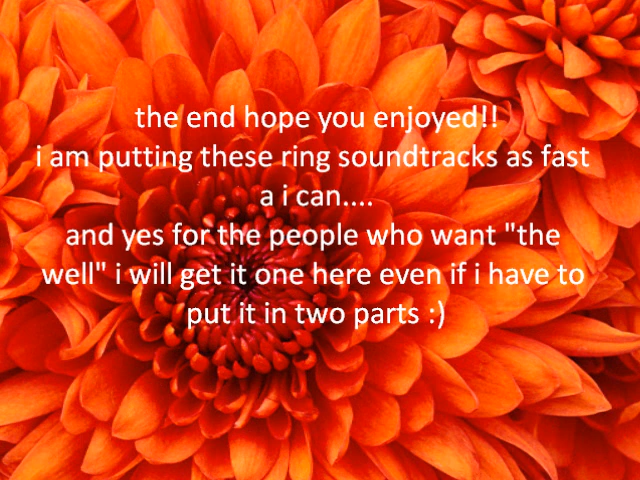 the end hope you enjoyed!!
i am putting these ring soundtracks as fast
a i can....
and yes for the people who want "the
well" i will get it one here even if i have to
put it in two parts :)